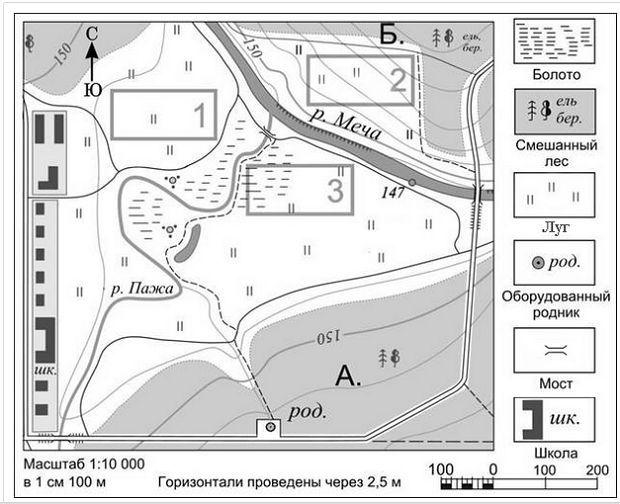 С
Ю
150
150
Б.
ель
бер.
1
2
3
р. Меча
147
р. Пажа
шк.
150
А.
род.
Болото
ель
бер.
Смешанный
лес
Луг
род.
Оборудованный
родник
Мост
шк.
Школа
Масштаб 1:10 000
в 1 см 100 м
Горизонтали проведены через 2,5 м
100 0 100 200